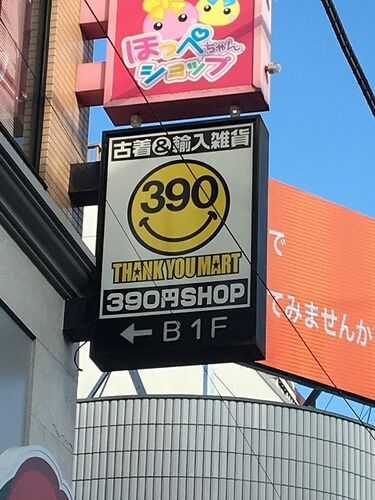 ほっぺちゃん
ショップ
古着&輸入雑貨
390
THANK YOU MART
390円SHOP
← B1F
で
てみませんか